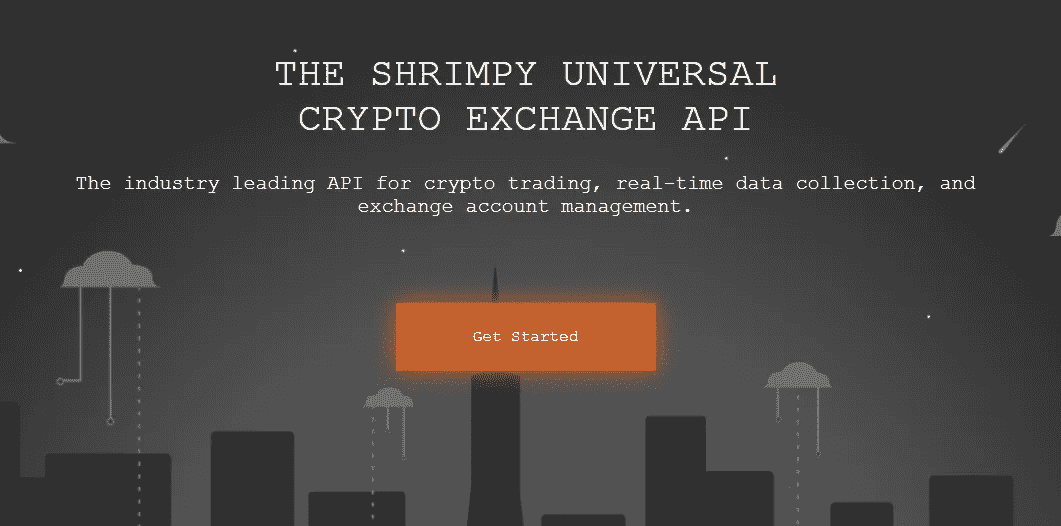 THE SHRIMPY UNIVERSAL
CRYPTO EXCHANGE API
The industry leading API for crypto trading, real-time data collection, and
exchange account management.
Get Started